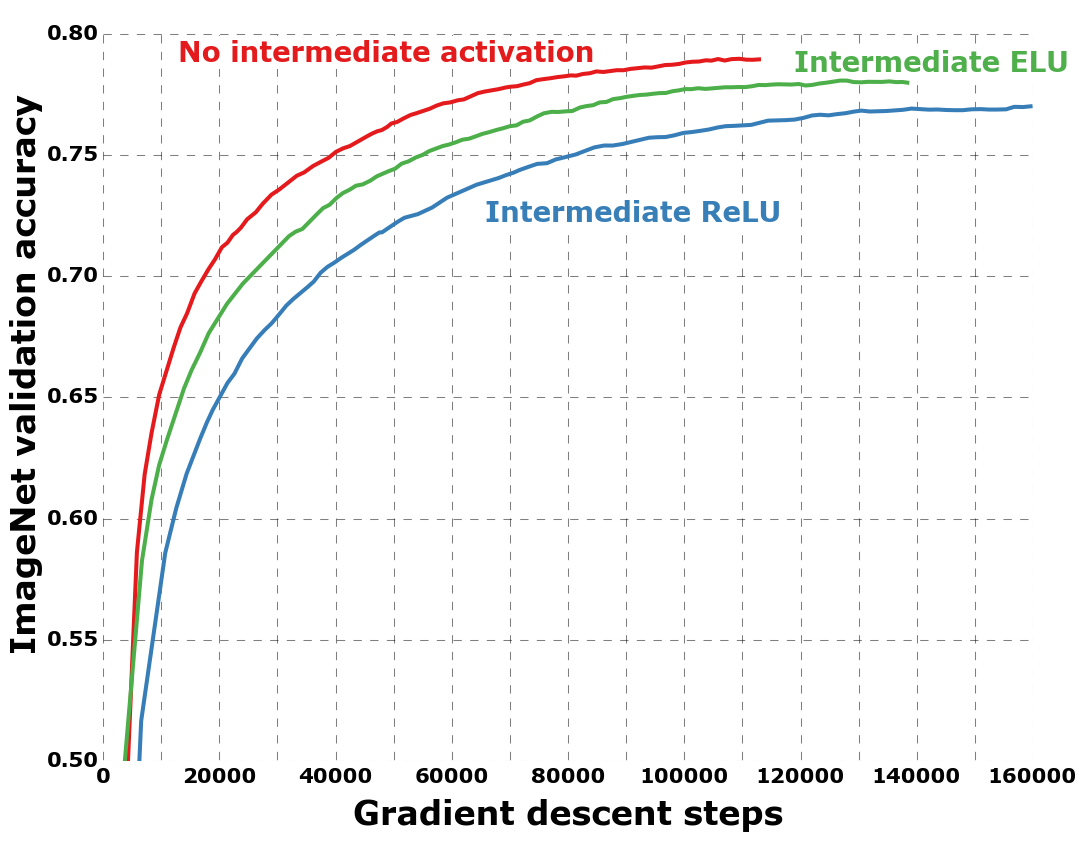 0.80
No intermediate activation
Intermediate ELU
0.75
Intermediate ReLU
0.70
0.65
0.60
0.55
0.50
ImageNet validation accuracy
0 20000 40000 60000 80000 100000 120000 140000 160000
Gradient descent steps